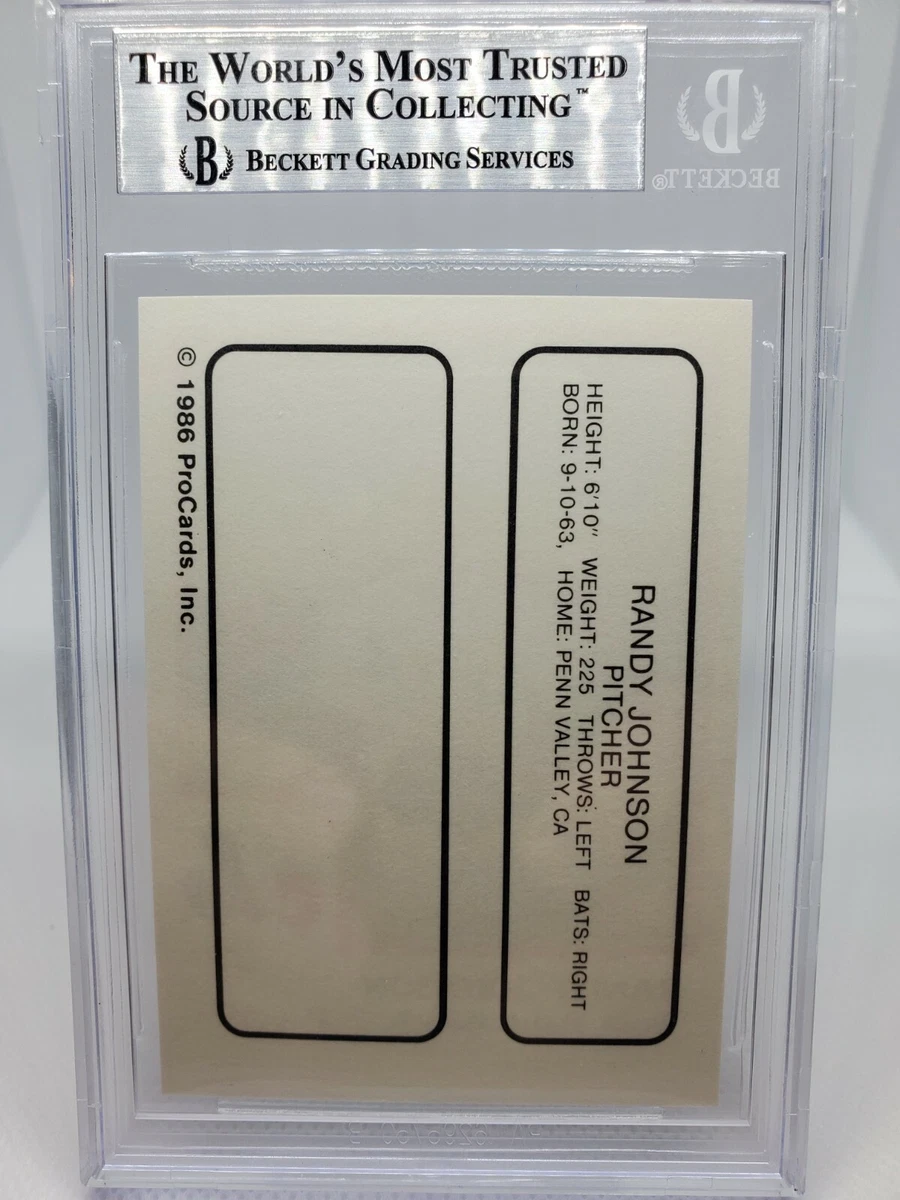 THE WORLD'S MOST TRUSTED
SOURCE IN COLLECTING™
B BECKETT GRADING SERVICES
B
BECKETT®
RANDY JOHNSON
PITCHER
HEIGHT: 6'10" WEIGHT: 225 THROWS: LEFT BATS: RIGHT
BORN: 9-10-63, HOME: PENN VALLEY, CA
© 1986 ProCards, Inc.